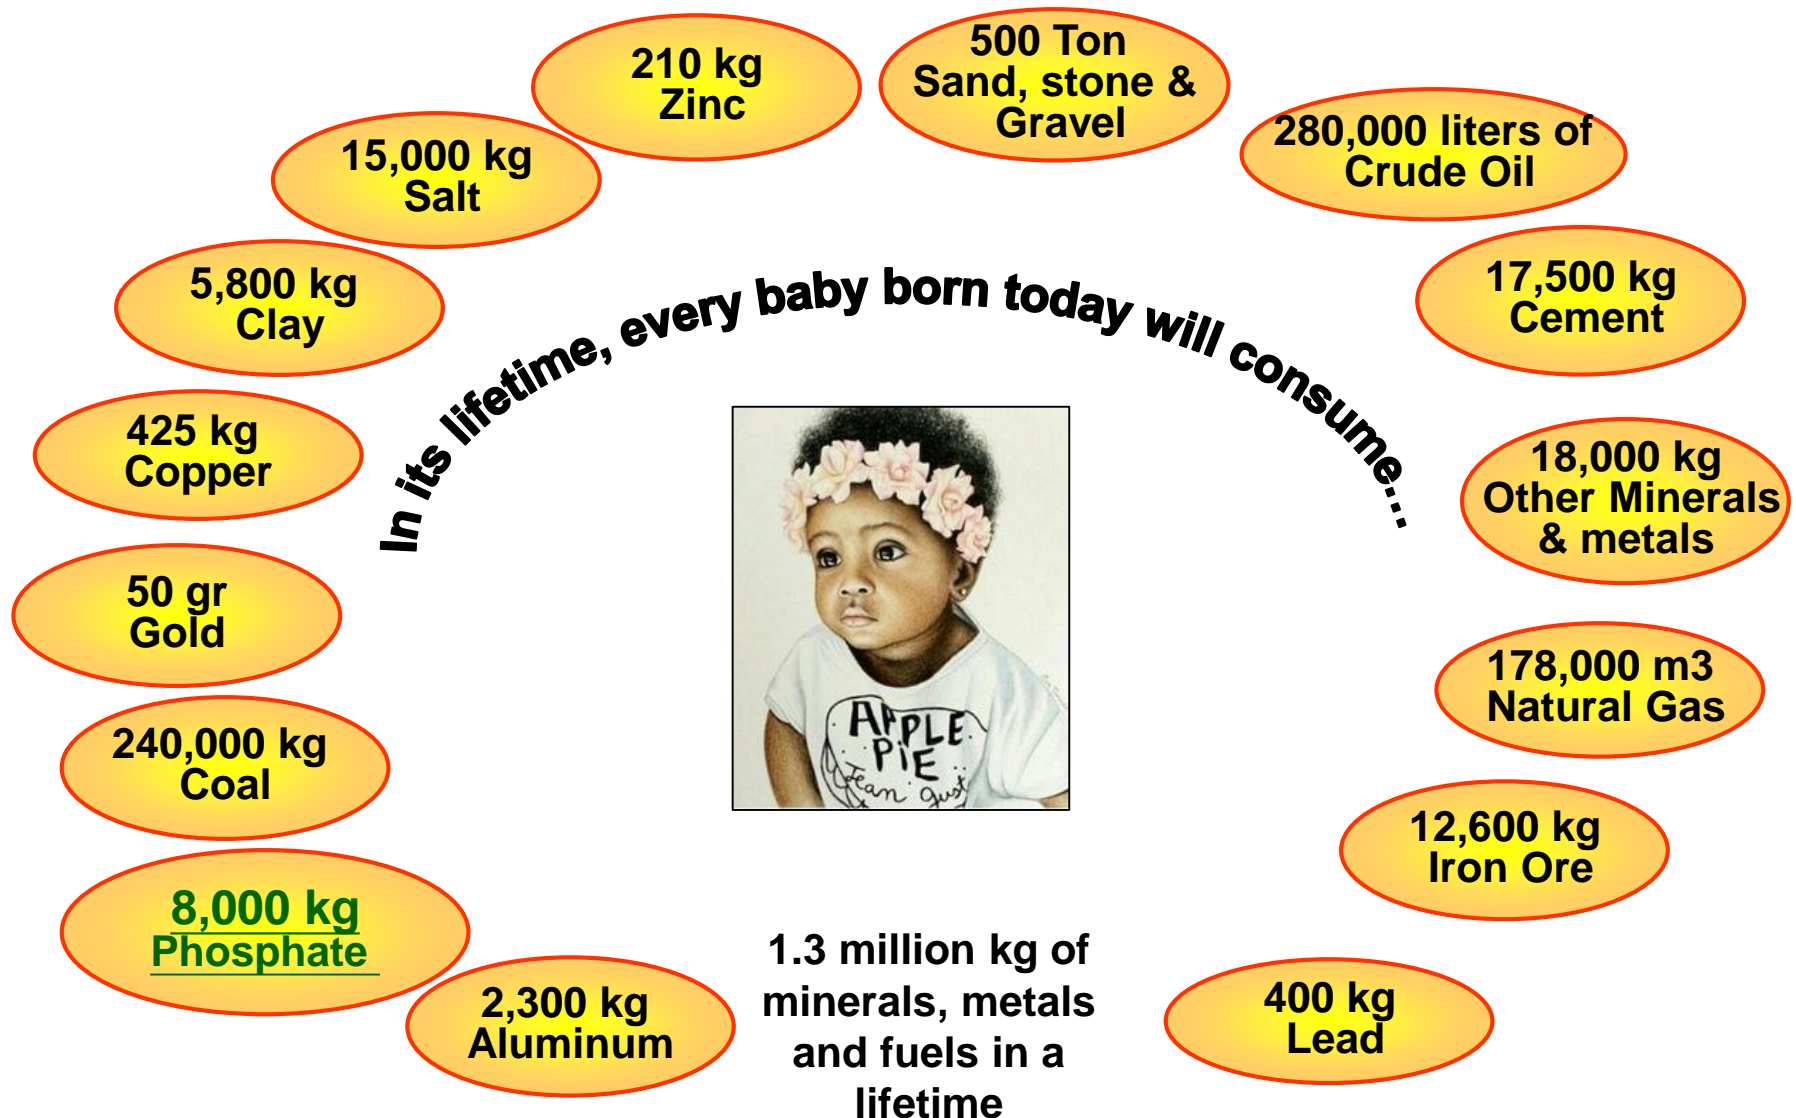 210 kg
Zinc
500 Ton
Sand, stone &
Gravel
280,000 liters of
Crude Oil
15,000 kg
Salt
17,500 kg
Cement
5,800 kg
Clay
In its lifetime, every baby born today will consume...
425 kg
Copper
18,000 kg
Other Minerals
& metals
50 gr
Gold
178,000 m3
Natural Gas
APPLE
PiE
Jean Just
240,000 kg
Coal
12,600 kg
Iron Ore
8,000 kg
Phosphate
2,300 kg
Aluminum
1.3 million kg of
minerals, metals
and fuels in a
lifetime
400 kg
Lead